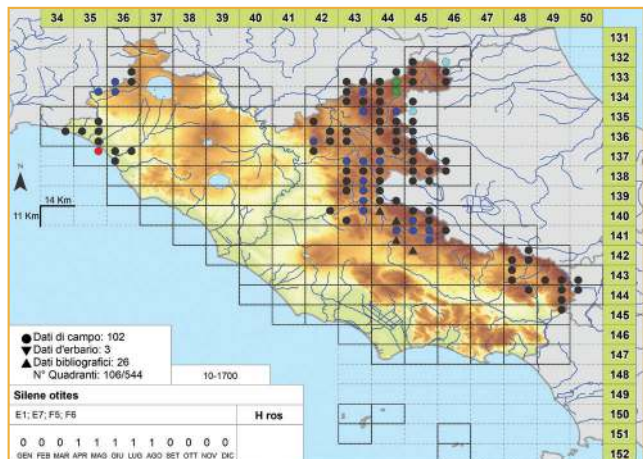 34 35 36 37 38 39 40 41 42 43 44 45 46 47 48 49 50
131
132
133
134
135
136
137
138
139
140
141
142
143
144
145
146
147
148
149
150
151
152
N
14 Km
11 Km
Dati di campo: 102
Dati d'erbario: 3
Dati bibliografici: 26
N° Quadranti: 106/544
10-1700
Silene otites
E1; E7; F5; F6
H ros
0 0 0 1 1 1 1 1 0 0 0 0
GEN FEB MAR APR MAG GIU LUG AGO SET OTT NOV DIC